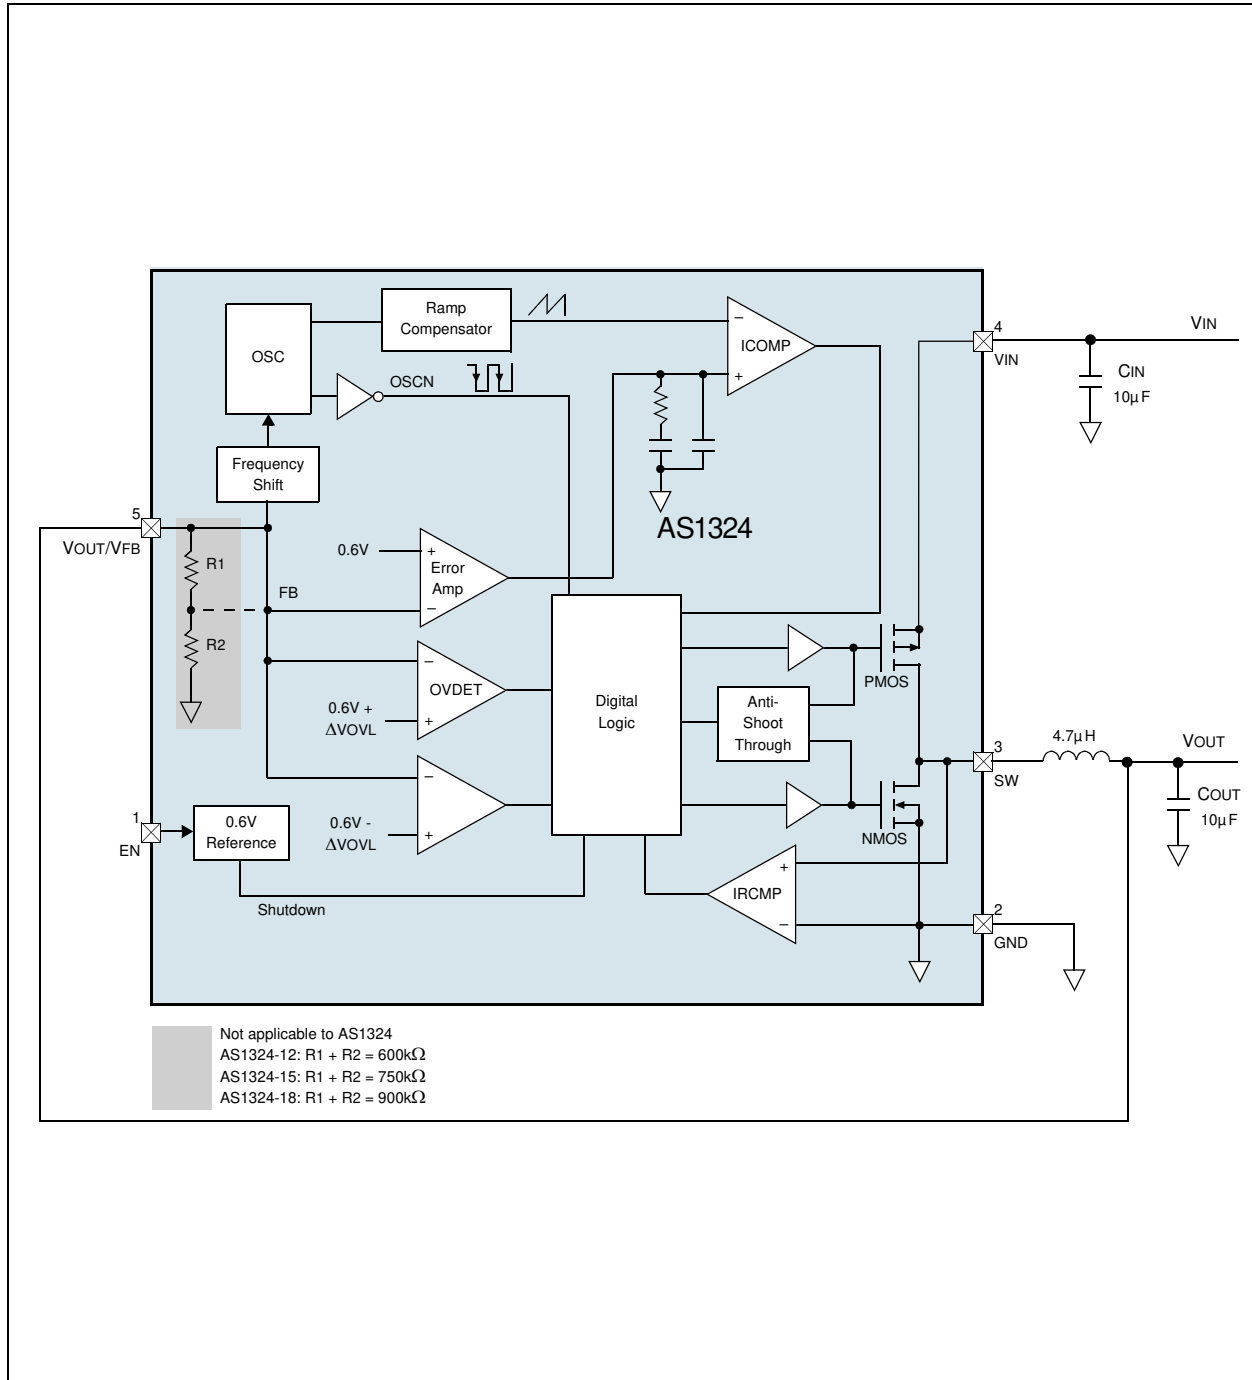 Ramp
Compensator
OSC
OSCN
ICOMP
−
+
4
VIN
VIN
CIN
10µF
Frequency
Shift
5
VOUT/VFB
R1
R2
FB
0.6V
+
Error
Amp
−
AS1324
−
OVDET
+
0.6V +
ΔVOVL
−
+
0.6V -
ΔVOVL
Digital
Logic
Anti-
Shoot
Through
PMOS
NMOS
3
SW
4.7µH
VOUT
COUT
10µF
1
EN
0.6V
Reference
Shutdown
+
IRCMP
−
2
GND
Not applicable to AS1324
AS1324-12: R1 + R2 = 600kΩ
AS1324-15: R1 + R2 = 750kΩ
AS1324-18: R1 + R2 = 900kΩ